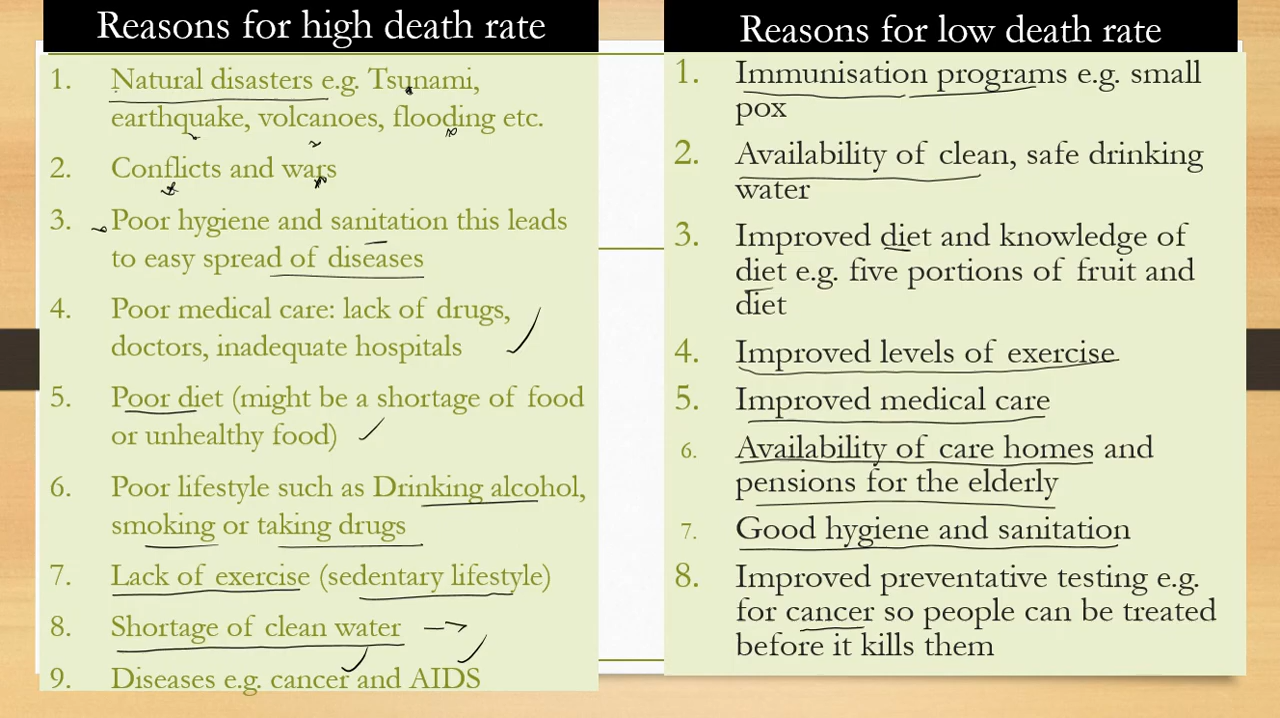 Reasons for high death rate
1. Natural disasters e.g. Tsunami,
earthquake, volcanoes, flooding etc.
2. Conflicts and wars
3. Poor hygiene and sanitation this leads
to easy spread of diseases
4. Poor medical care: lack of drugs,
doctors, inadequate hospitals
5. Poor diet (might be a shortage of food
or unhealthy food)
6. Poor lifestyle such as Drinking alcohol,
smoking or taking drugs
7. Lack of exercise (sedentary lifestyle)
8. Shortage of clean water
9. Diseases e.g. cancer and AIDS
Reasons for low death rate
1. Immunisation programs e.g. small
pox
2. Availability of clean, safe drinking
water
3. Improved diet and knowledge of
diet e.g. five portions of fruit and
diet
4. Improved levels of exercise
5. Improved medical care
6. Availability of care homes and
pensions for the elderly
7. Good hygiene and sanitation
8. Improved preventative testing e.g.
for cancer so people can be treated
before it kills them